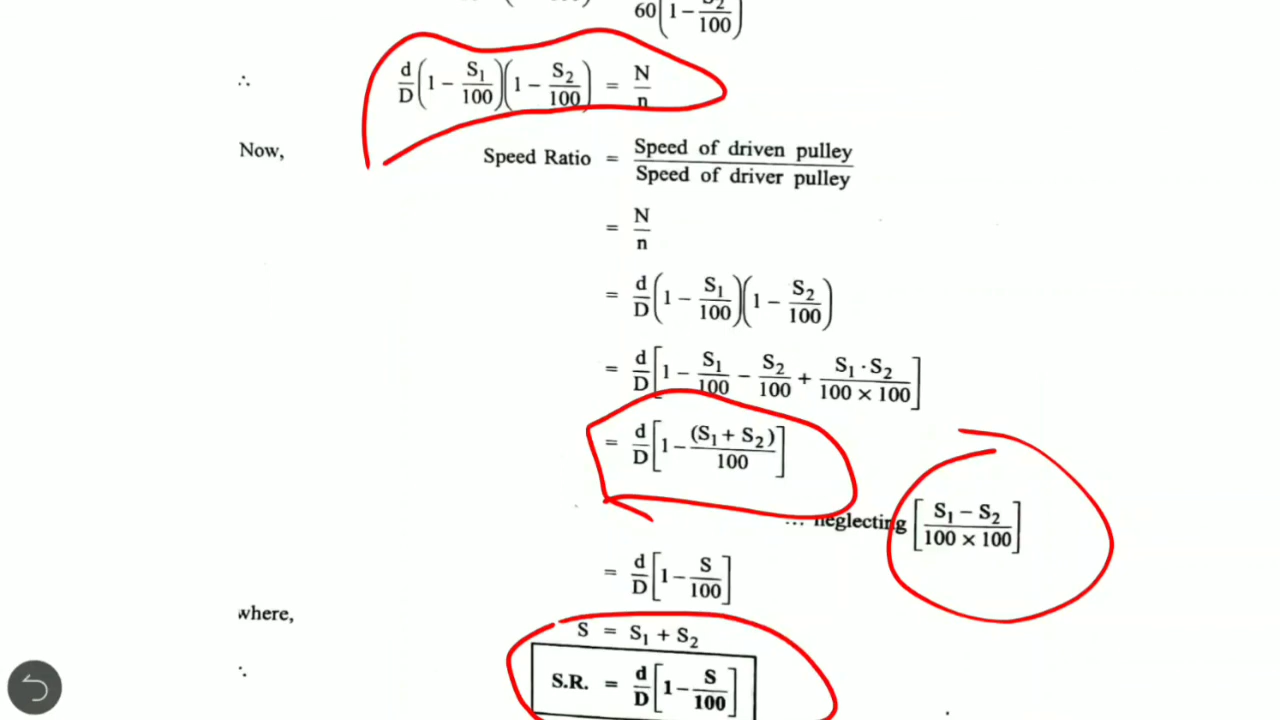 60(1 − S₂/100)
∴ d/D (1 − S₁/100)(1 − S₂/100) = N/n
Now, Speed Ratio = Speed of driven pulley / Speed of driver pulley
= N/n
= d/D (1 − S₁/100)(1 − S₂/100)
= d/D [1 − S₁/100 − S₂/100 + S₁·S₂/100 × 100]
= d/D [1 − (S₁ + S₂)/100]
... neglecting [S₁ − S₂/100 × 100]
= d/D [1 − S/100]
where,
S = S₁ + S₂
∴ S.R. = d/D [1 − S/100]